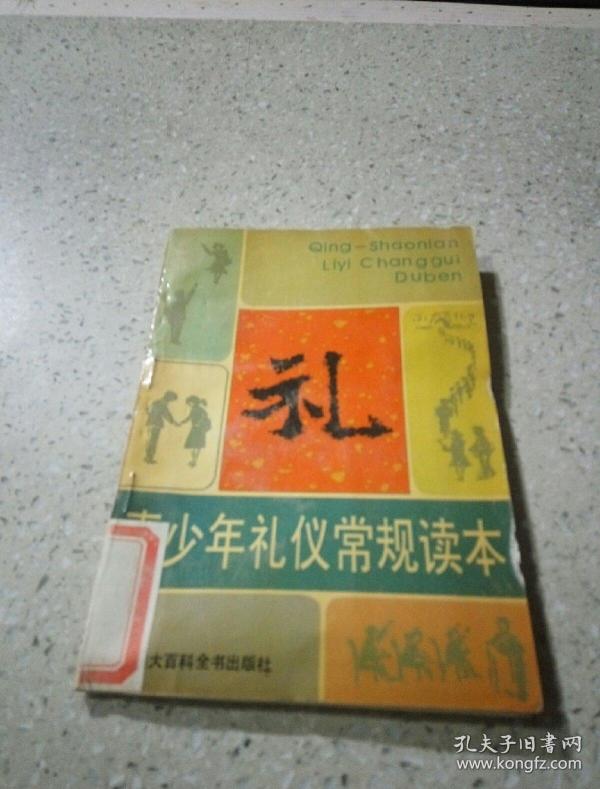 Qing-Shaonian
Liyi Changgui
Duben
礼
青少年礼仪常规读本
大百科全书出版社
孔夫子旧书网
www.kongfz.com